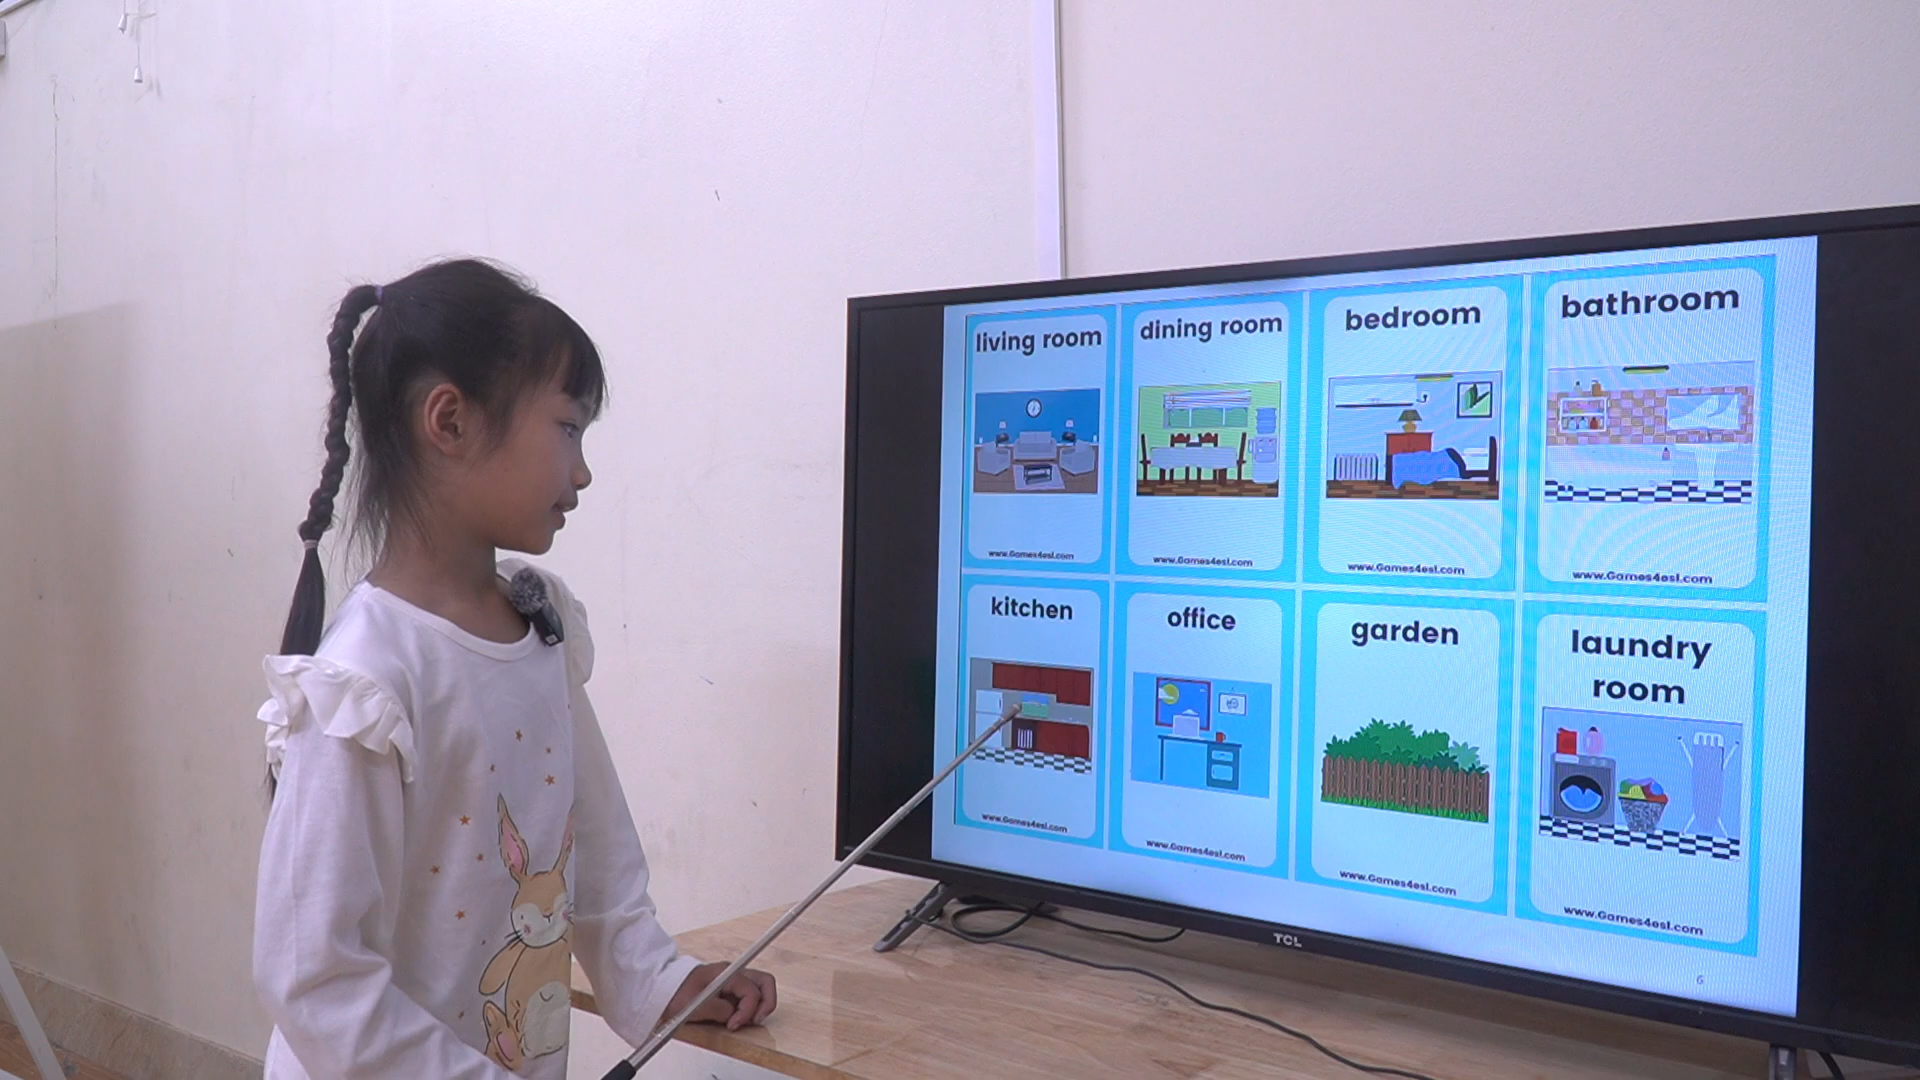 living room
dining room
bedroom
bathroom
www.Games4esl.com
www.Games4esl.com
www.Games4esl.com
www.Games4esl.com
kitchen
office
garden
laundry
room
www.Games4esl.com
www.Games4esl.com
www.Games4esl.com
www.Games4esl.com
TCL
6